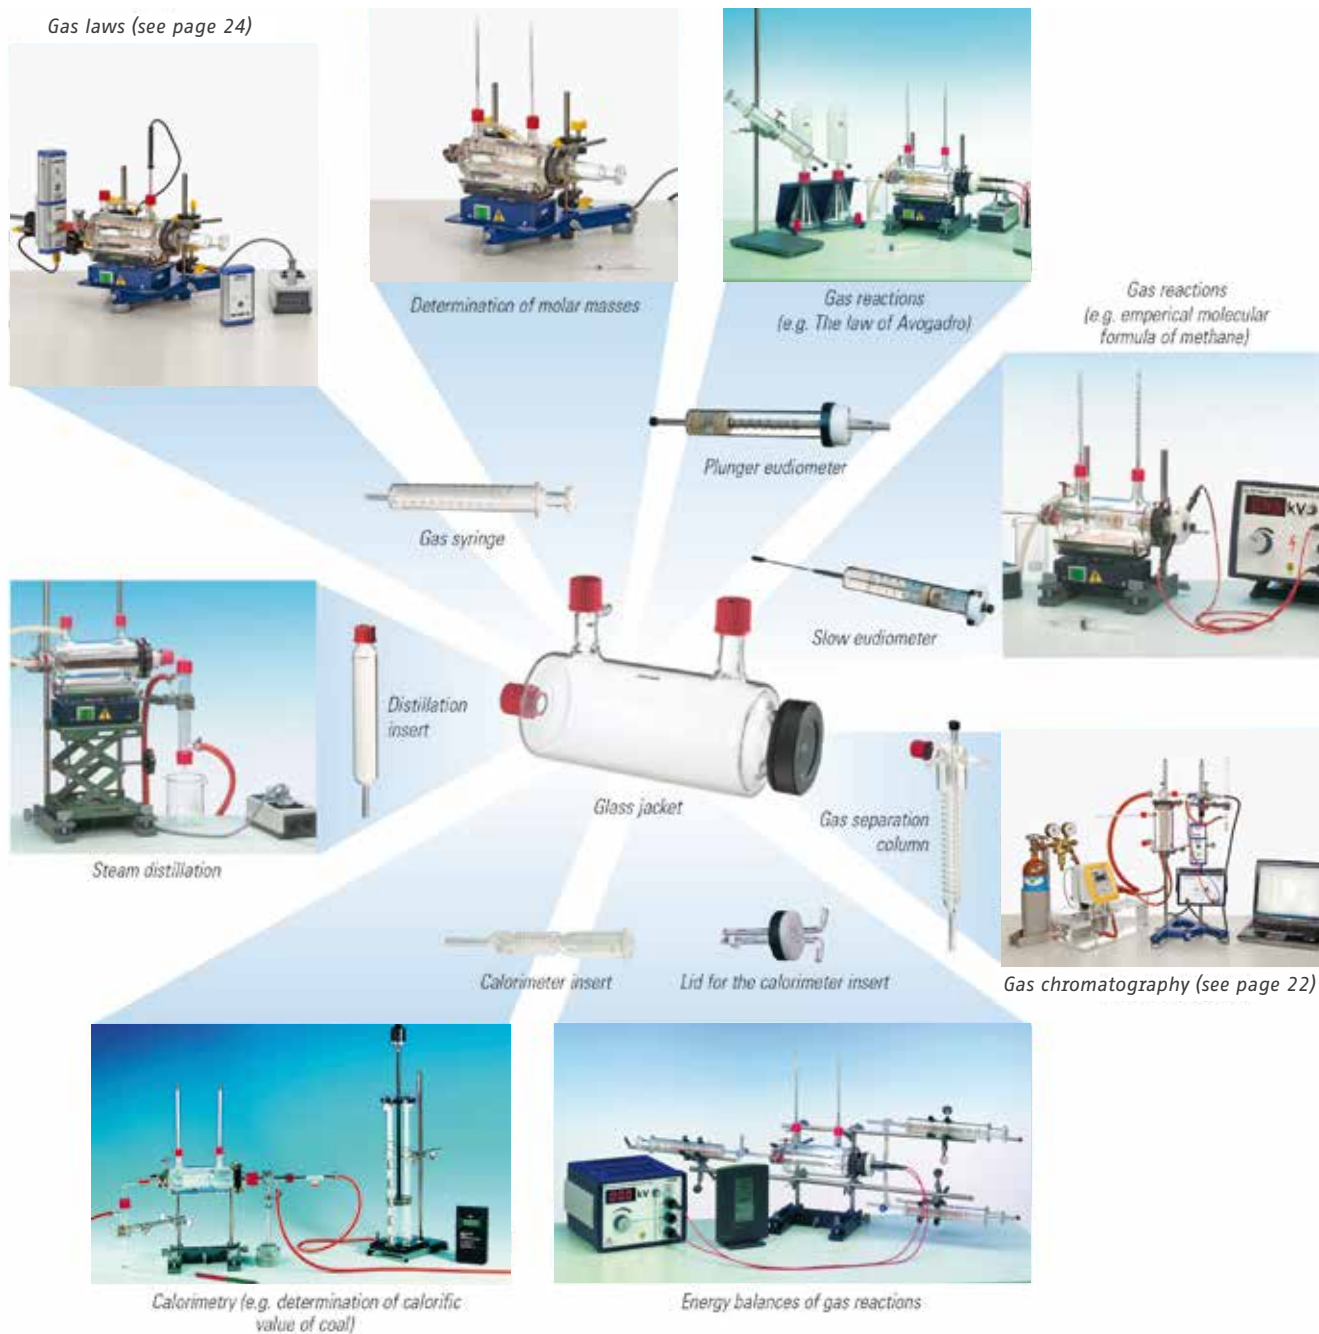 Gas laws (see page 24)
Determination of molar masses
Gas reactions
(e.g. The law of Avogadro)
Gas reactions
(e.g. emperical molecular
formula of methane)
Plunger eudiometer
Gas syringe
kV
Slow eudiometer
Distillation
insert
Glass jacket
Gas separation
column
Steam distillation
Calorimeter insert
Lid for the calorimeter insert
Gas chromatography (see page 22)
kV
Calorimetry (e.g. determination of calorific
value of coal)
Energy balances of gas reactions